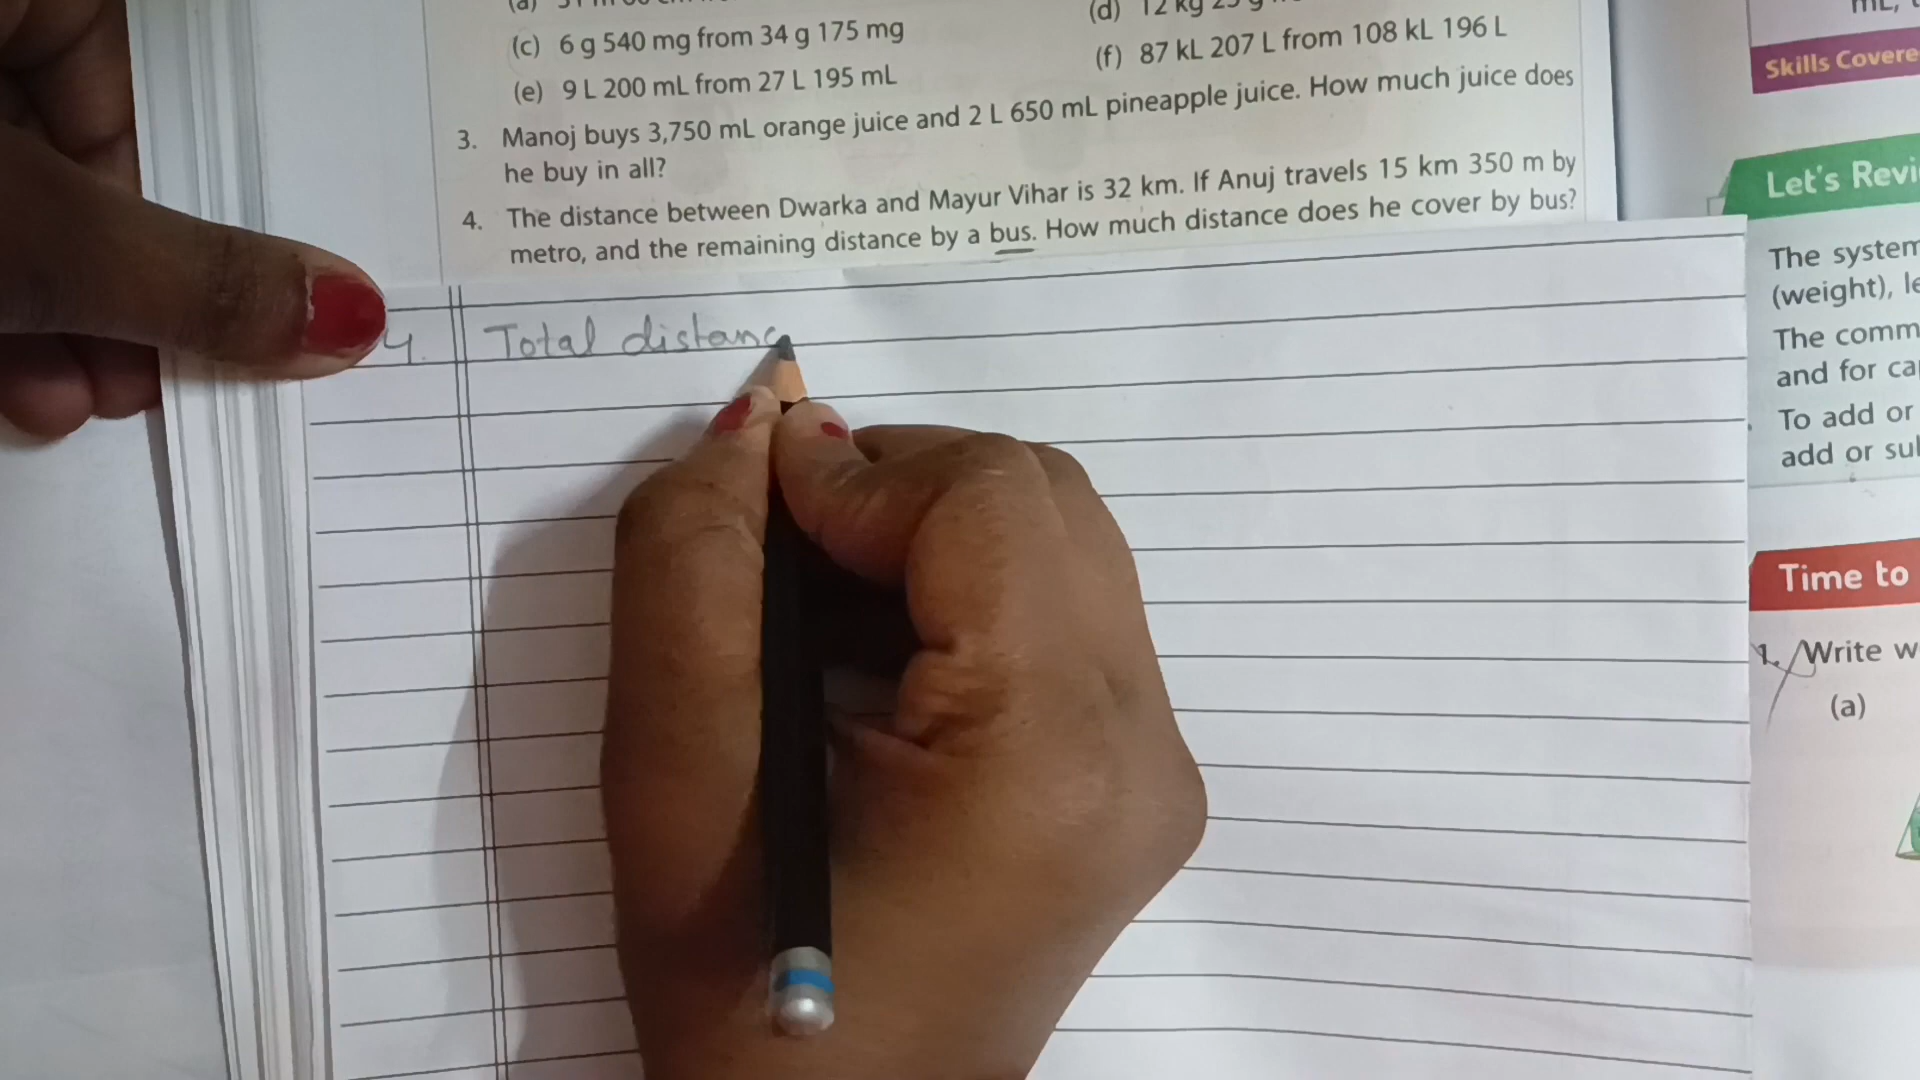 (d) 12 kg
mL,
(c) 6 g 540 mg from 34 g 175 mg
(f) 87 kL 207 L from 108 kL 196 L
(e) 9 L 200 mL from 27 L 195 mL
3. Manoj buys 3,750 mL orange juice and 2 L 650 mL pineapple juice. How much juice does
he buy in all?
4. The distance between Dwarka and Mayur Vihar is 32 km. If Anuj travels 15 km 350 m by
metro, and the remaining distance by a bus. How much distance does he cover by bus?
4. Total distanc
Skills Covere
Let's Revi
The system
(weight), le
The comm
and for ca
To add or
add or su
Time to
1. Write w
(a)